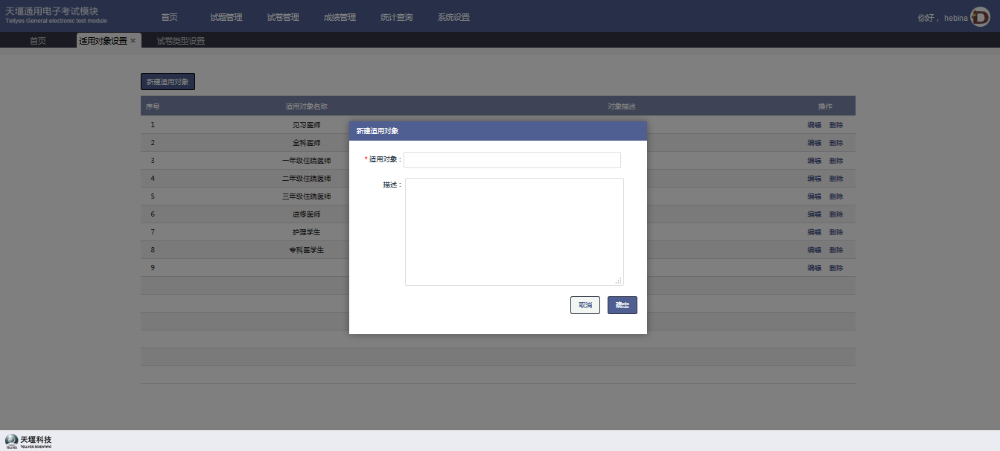 天堰通用电子考试模块
Tellyes General electronic test module
首页 试题管理 试卷管理 成绩管理 统计查询 系统设置
你好， hebina
首页 适用对象设置 × 试卷类型设置
新建适用对象
序号 适用对象名称 对象描述 操作
1 见习医师 编辑 删除
2 全科医师 编辑 删除
3 一年级住院医师 编辑 删除
4 二年级住院医师 编辑 删除
5 三年级住院医师 编辑 删除
6 进修医师 编辑 删除
7 护理学生 编辑 删除
8 专科医学生 编辑 删除
9 编辑 删除
新建适用对象
* 适用对象：
描述：
取消 确定
天堰科技
TELLYES SCIENTIFIC
TELLYES